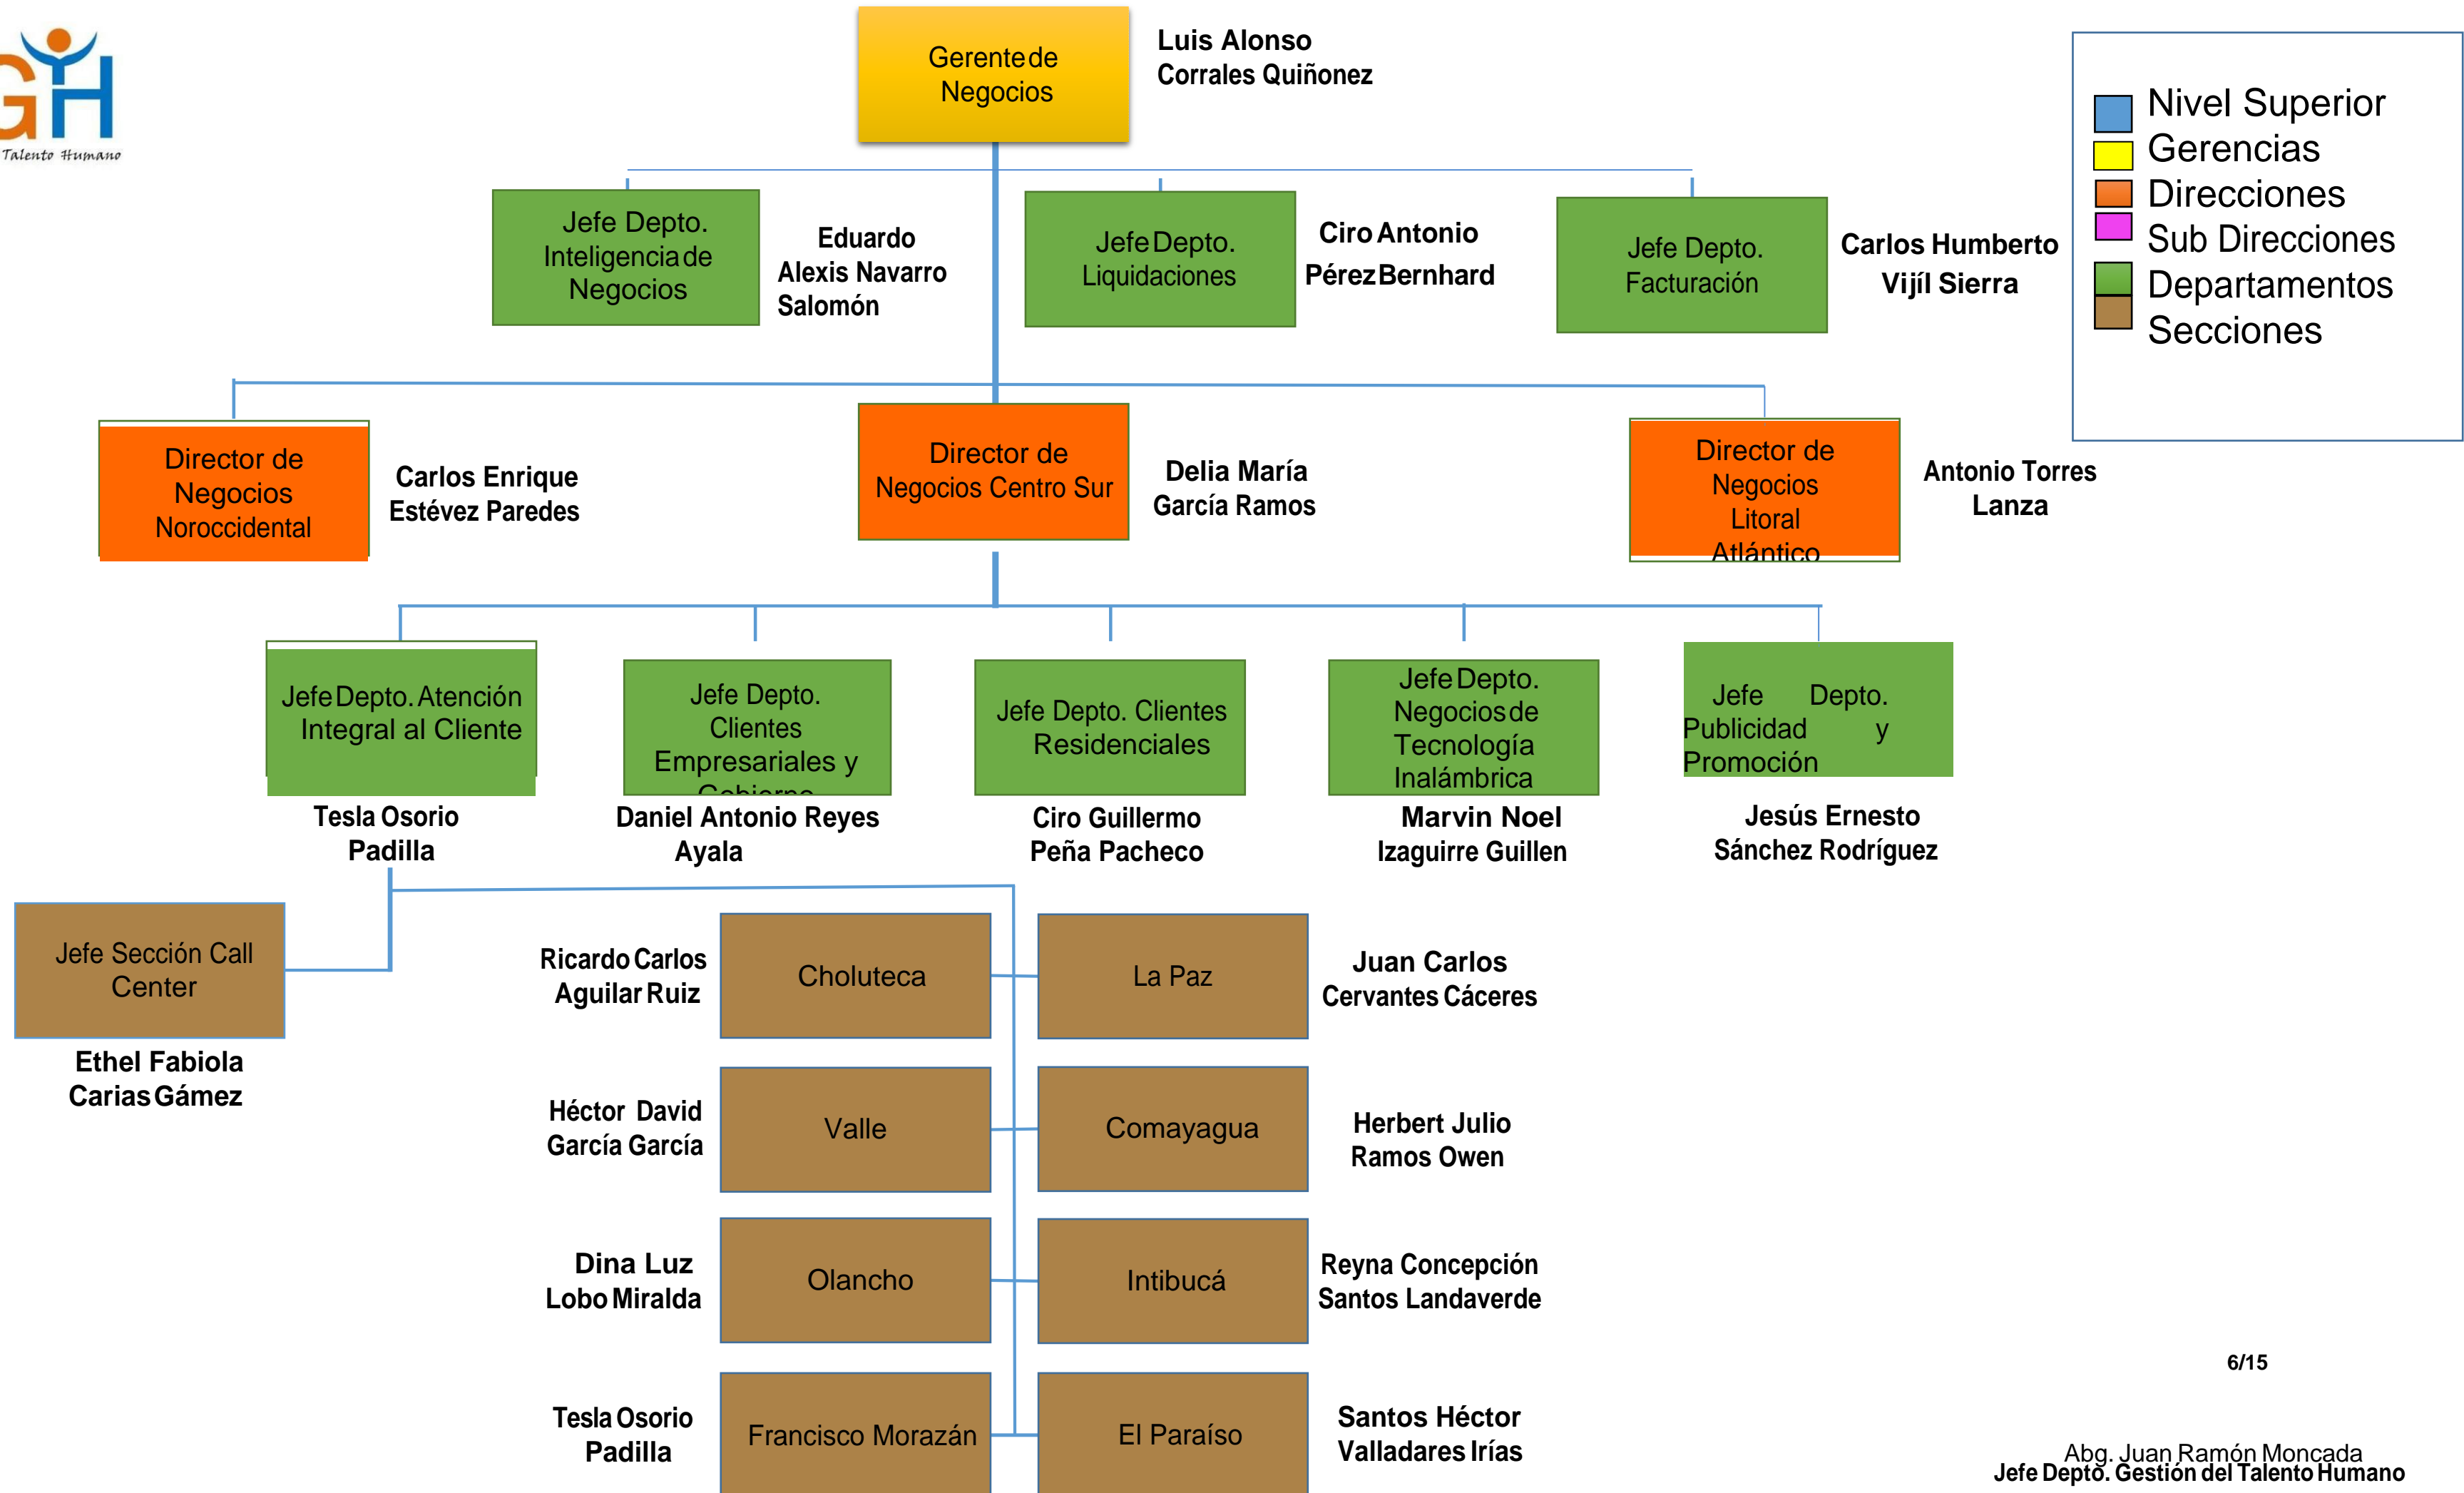 GH
Talento Humano
Gerente de
Negocios
Luis Alonso
Corrales Quiñonez
Nivel Superior
Gerencias
Direcciones
Sub Direcciones
Departamentos
Secciones
Jefe Depto.
Inteligencia de
Negocios
Eduardo
Alexis Navarro
Salomón
Jefe Depto.
Liquidaciones
Ciro Antonio
Pérez Bernhard
Jefe Depto.
Facturación
Carlos Humberto
Vijíl Sierra
Director de
Negocios
Noroccidental
Carlos Enrique
Estévez Paredes
Director de
Negocios Centro Sur
Delia María
García Ramos
Director de
Negocios
Litoral
Atlántico
Antonio Torres
Lanza
Jefe Depto. Atención
Integral al Cliente
Tesla Osorio
Padilla
Jefe Depto.
Clientes
Empresariales y
Gobierno
Daniel Antonio Reyes
Ayala
Jefe Depto. Clientes
Residenciales
Ciro Guillermo
Peña Pacheco
Jefe Depto.
Negocios de
Tecnología
Inalámbrica
Marvin Noel
Izaguirre Guillen
Jefe Depto.
Publicidad y
Promoción
Jesús Ernesto
Sánchez Rodríguez
Jefe Sección Call
Center
Ethel Fabiola
Carias Gámez
Ricardo Carlos
Aguilar Ruiz
Choluteca
La Paz
Juan Carlos
Cervantes Cáceres
Héctor David
García García
Valle
Comayagua
Herbert Julio
Ramos Owen
Dina Luz
Lobo Miralda
Olancho
Intibucá
Reyna Concepción
Santos Landaverde
Tesla Osorio
Padilla
Francisco Morazán
El Paraíso
Santos Héctor
Valladares Irías
6/15
Abg. Juan Ramón Moncada
Jefe Depto. Gestión del Talento Humano